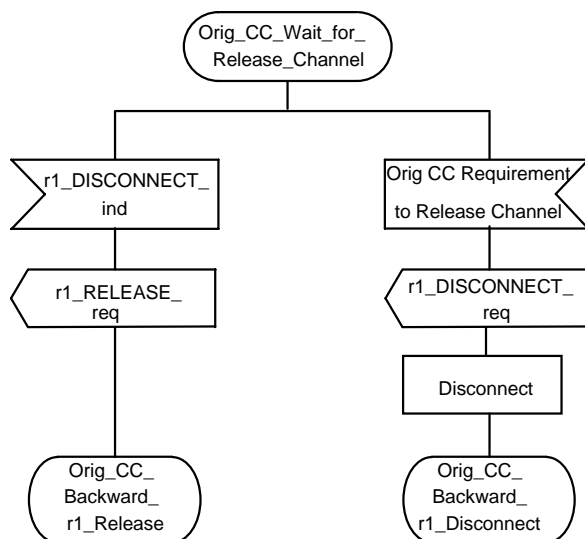 Orig_CC_Wait_for_
Release_Channel
r1_DISCONNECT_
ind
Orig CC Requirement
to Release Channel
r1_RELEASE_
req
r1_DISCONNECT_
req
Disconnect
Orig_CC_
Backward_
r1_Release
Orig_CC_
Backward_
r1_Disconnect